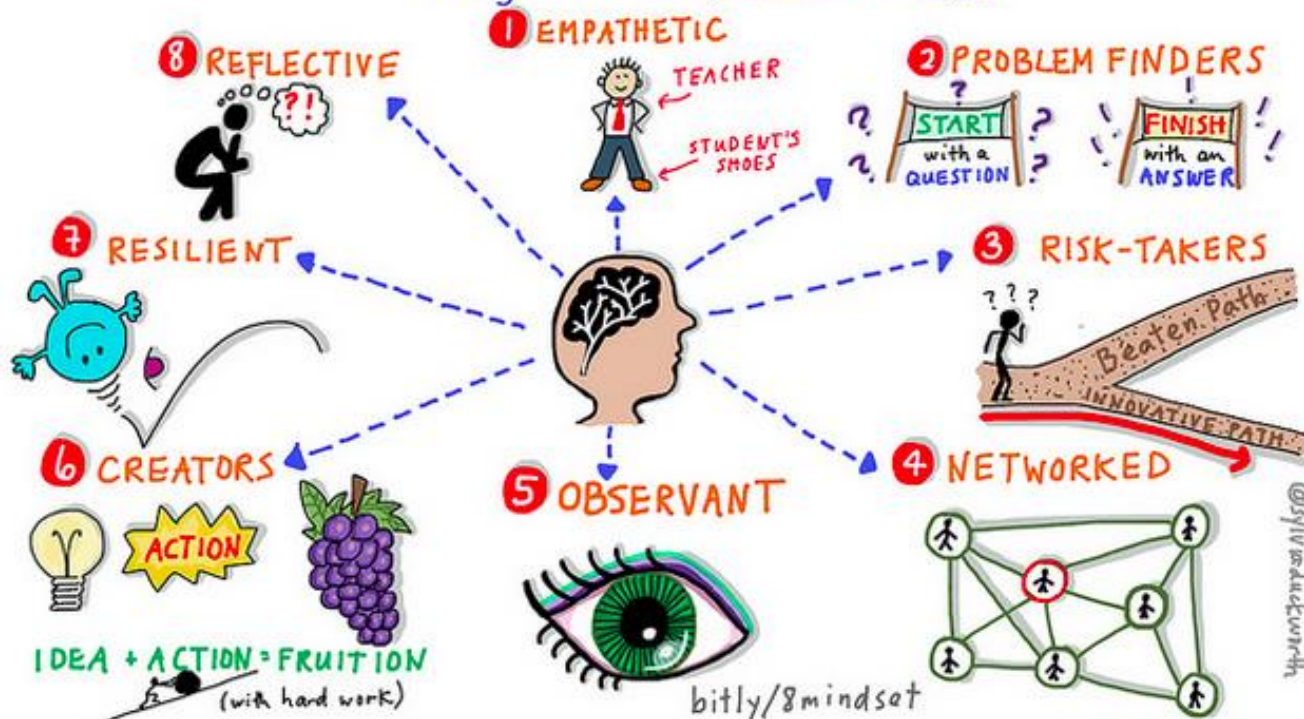 1 EMPATHETIC
TEACHER
STUDENT'S
SHOES
2 PROBLEM FINDERS
?
? START ?
? with a ?
QUESTION
!
! FINISH !
! with an !
ANSWER
3 RISK-TAKERS
? ? ?
Beaten Path
INNOVATIVE PATH
4 NETWORKED
5 OBSERVANT
bitly/8mindset
6 CREATORS
ACTION
IDEA + ACTION = FRUITION
(with hard work)
7 RESILIENT
8 REFLECTIVE
?!
@sylviaduckworth